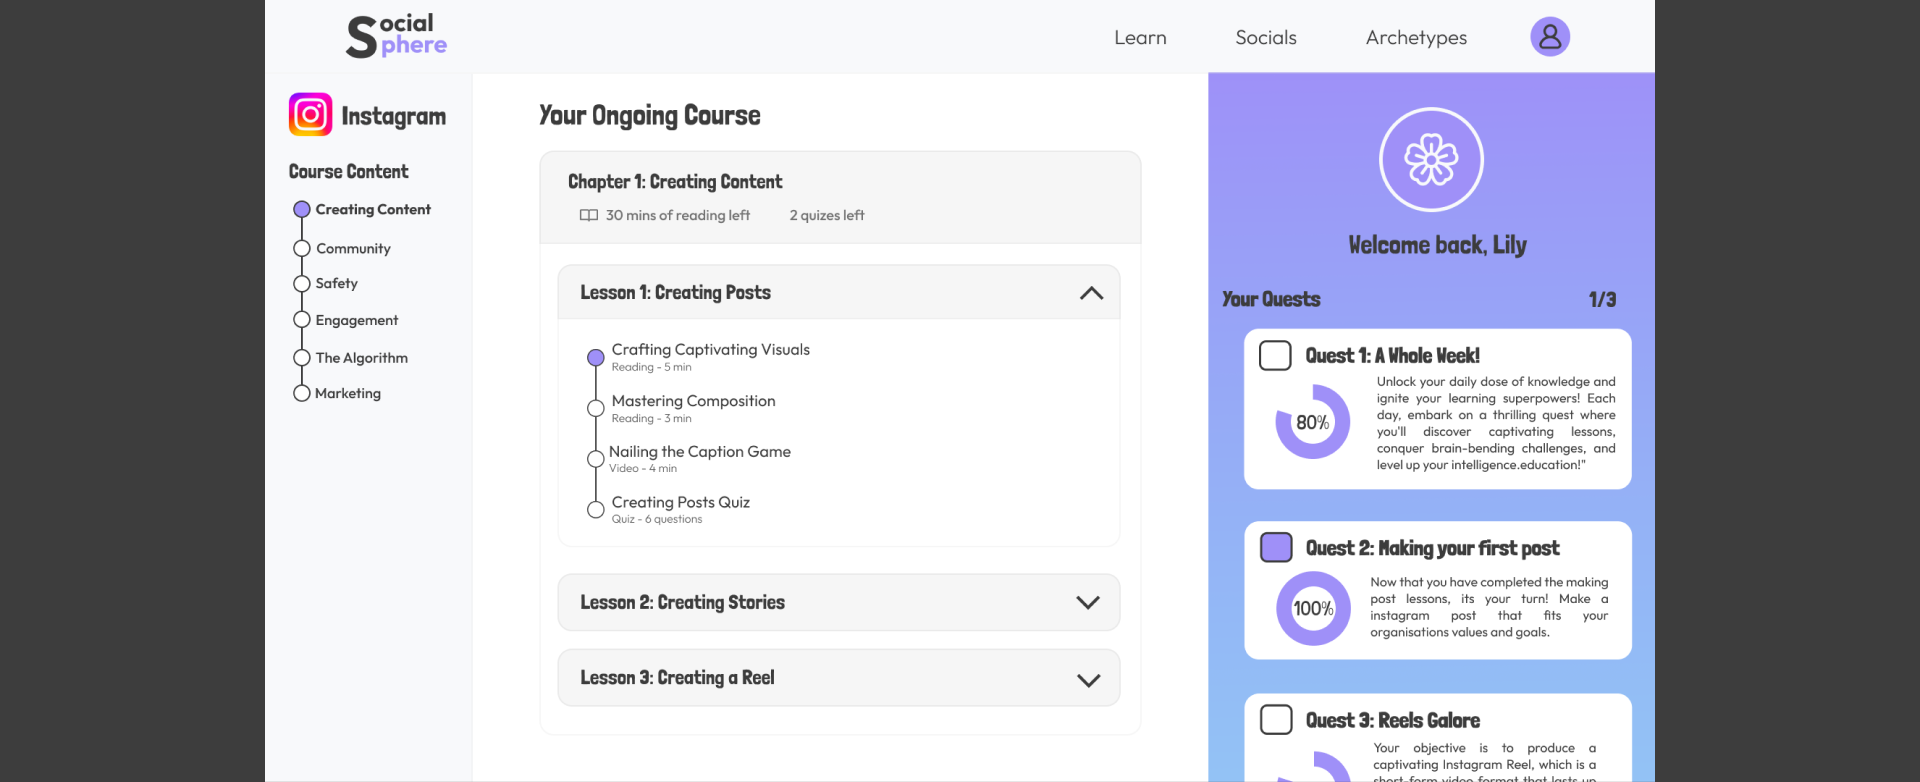 Social
Sphere
Learn
Socials
Archetypes
Instagram
Course Content
Creating Content
Community
Safety
Engagement
The Algorithm
Marketing
Your Ongoing Course
Chapter 1: Creating Content
30 mins of reading left
2 quizes left
Lesson 1: Creating Posts
Crafting Captivating Visuals
Reading - 5 min
Mastering Composition
Reading - 3 min
Nailing the Caption Game
Video - 4 min
Creating Posts Quiz
Quiz - 6 questions
Lesson 2: Creating Stories
Lesson 3: Creating a Reel
Welcome back, Lily
Your Quests
1/3
Quest 1: A Whole Week!
80%
Unlock your daily dose of knowledge and
ignite your learning superpowers! Each
day, embark on a thrilling quest where
you'll discover captivating lessons,
conquer brain-bending challenges, and
level up your intelligence.education!"
Quest 2: Making your first post
100%
Now that you have completed the making
post lessons, its your turn! Make a
instagram post that fits your
organisations values and goals.
Quest 3: Reels Galore
Your objective is to produce a
captivating Instagram Reel, which is a
short-form video format that lasts up